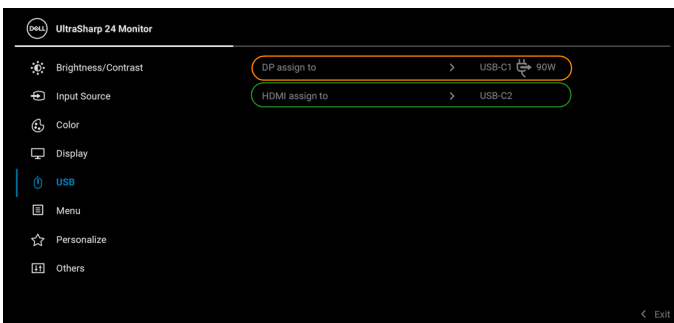 DELL UltraSharp 24 Monitor
Brightness/Contrast
DP assign to > USB-C1 90W
Input Source
HDMI assign to > USB-C2
Color
Display
USB
Menu
Personalize
Others
< Exit